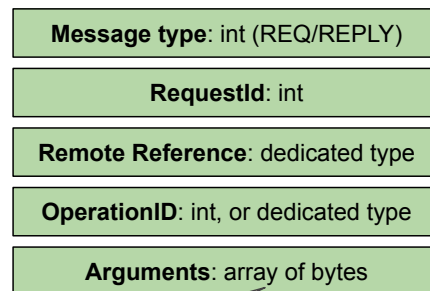 Message type: int (REQ/REPLY)
RequestId: int
Remote Reference: dedicated type
OperationID: int, or dedicated type
Arguments: array of bytes